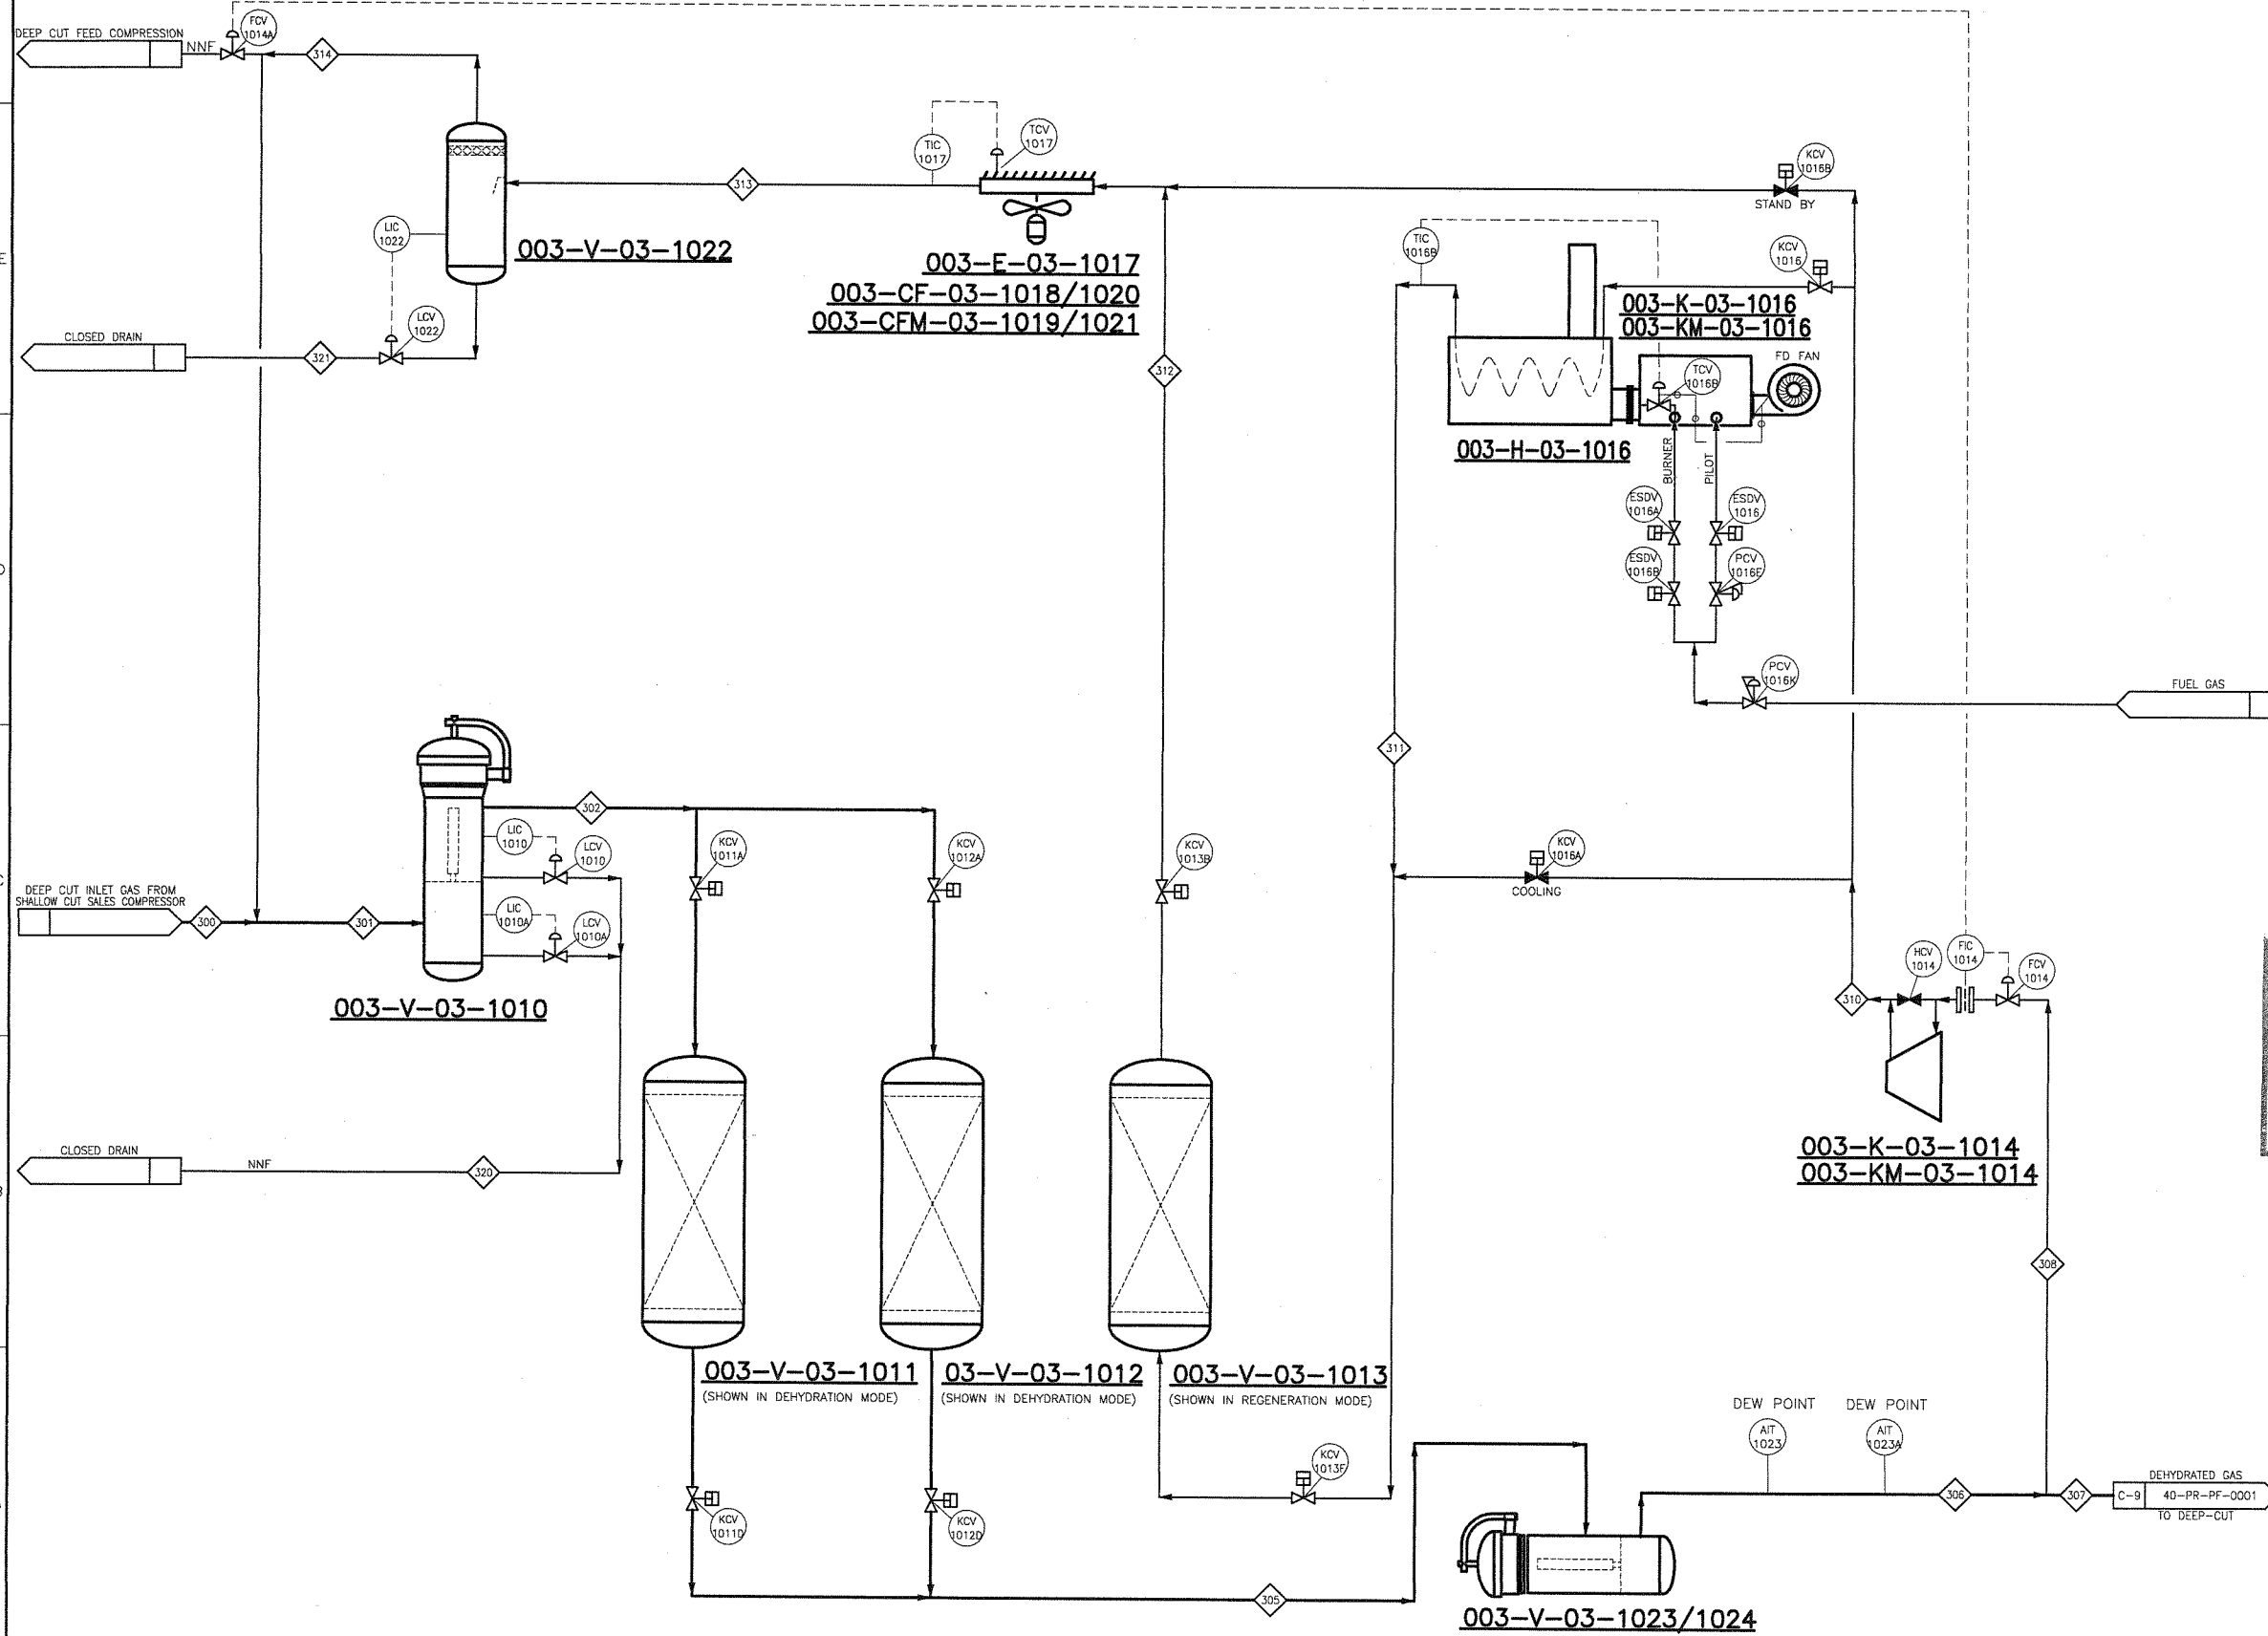 FCV
1014A
DEEP CUT FEED COMPRESSION
NNF
314
TCV
1017
TIC
1017
KCV
1016B
STAND BY
313
LIC
1022
003-V-03-1022
TIC
1016B
KCV
1016
003-E-03-1017
003-CF-03-1018/1020
003-CFM-03-1019/1021
003-K-03-1016
003-KM-03-1016
LCV
1022
CLOSED DRAIN
321
312
FD FAN
TCV
1016B
003-H-03-1016
BURNER
PILOT
ESDV
1016A
ESDV
1016
ESDV
1016B
PCV
1016E
PCV
1016K
FUEL GAS
311
302
LIC
1010
LCV
1010
KCV
1011A
KCV
1012A
KCV
1013B
KCV
1016A
COOLING
DEEP CUT INLET GAS FROM
SHALLOW CUT SALES COMPRESSOR
300
301
LIC
1010A
LCV
1010A
HCV
1014
FIC
1014
FCV
1014
310
003-V-03-1010
CLOSED DRAIN
NNF
320
003-K-03-1014
003-KM-03-1014
308
003-V-03-1011
(SHOWN IN DEHYDRATION MODE)
03-V-03-1012
(SHOWN IN DEHYDRATION MODE)
003-V-03-1013
(SHOWN IN REGENERATION MODE)
DEW POINT
DEW POINT
AIT
1023
AIT
1023A
KCV
1013F
DEHYDRATED GAS
306
307
C-9
40-PR-PF-0001
TO DEEP-CUT
KCV
1011D
KCV
1012D
305
003-V-03-1023/1024